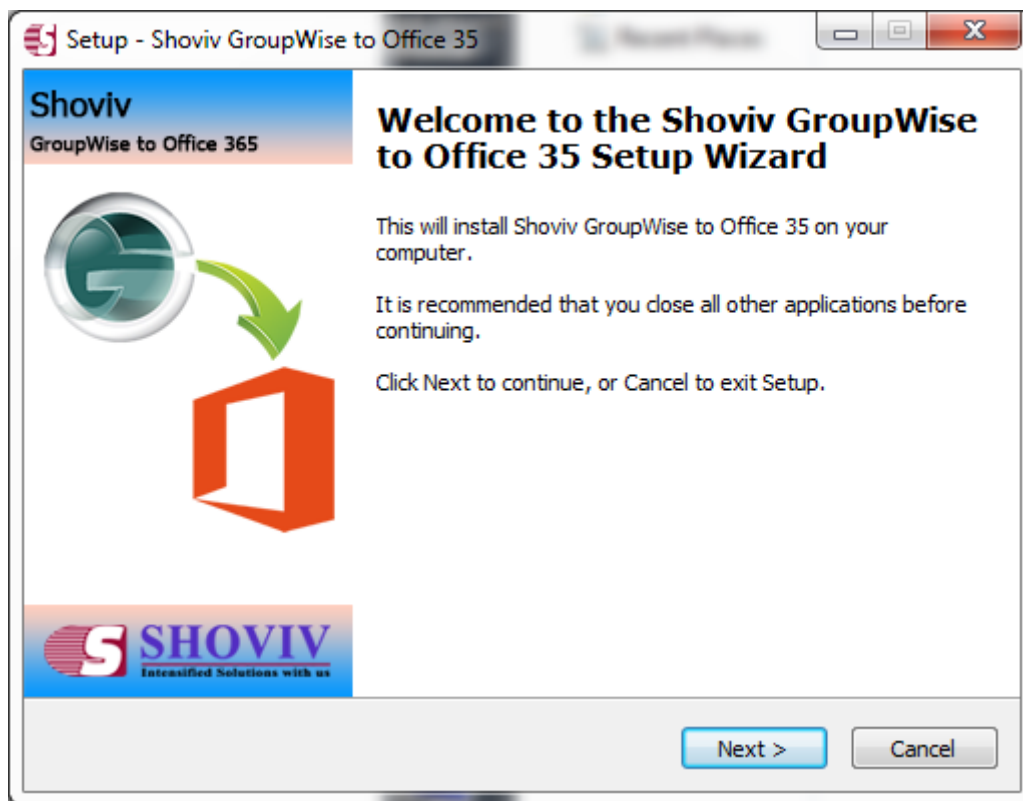 Setup - Shoviv GroupWise to Office 35
Shoviv
GroupWise to Office 365
Welcome to the Shoviv GroupWise
to Office 35 Setup Wizard
This will install Shoviv GroupWise to Office 35 on your
computer.
It is recommended that you close all other applications before
continuing.
Click Next to continue, or Cancel to exit Setup.
SHOVIV
Intensified Solutions with us
Next >
Cancel